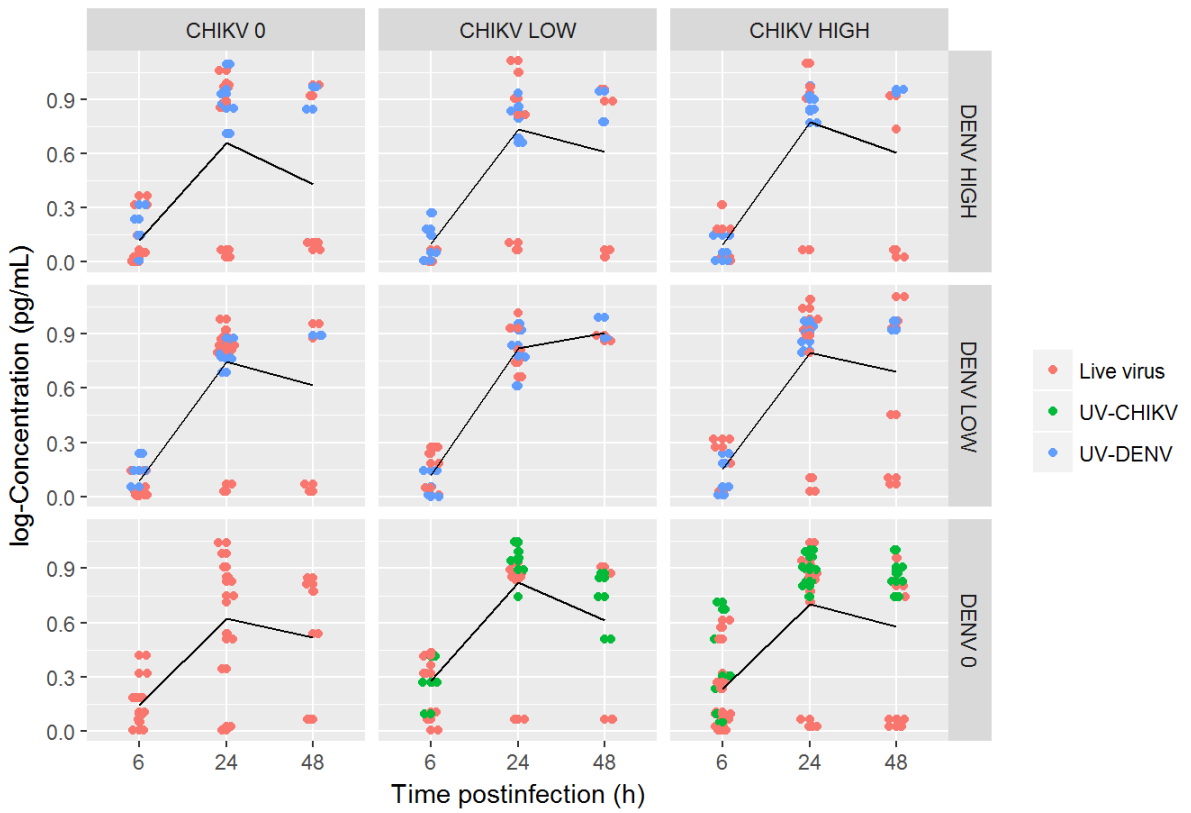 CHIKV 0 CHIKV LOW CHIKV HIGH
DENV HIGH
DENV LOW
DENV 0
log-Concentration (pg/mL)
0.9
0.6
0.3
0.0
0.9
0.6
0.3
0.0
0.9
0.6
0.3
0.0
6 24 48 6 24 48 6 24 48
Time postinfection (h)
Live virus
UV-CHIKV
UV-DENV